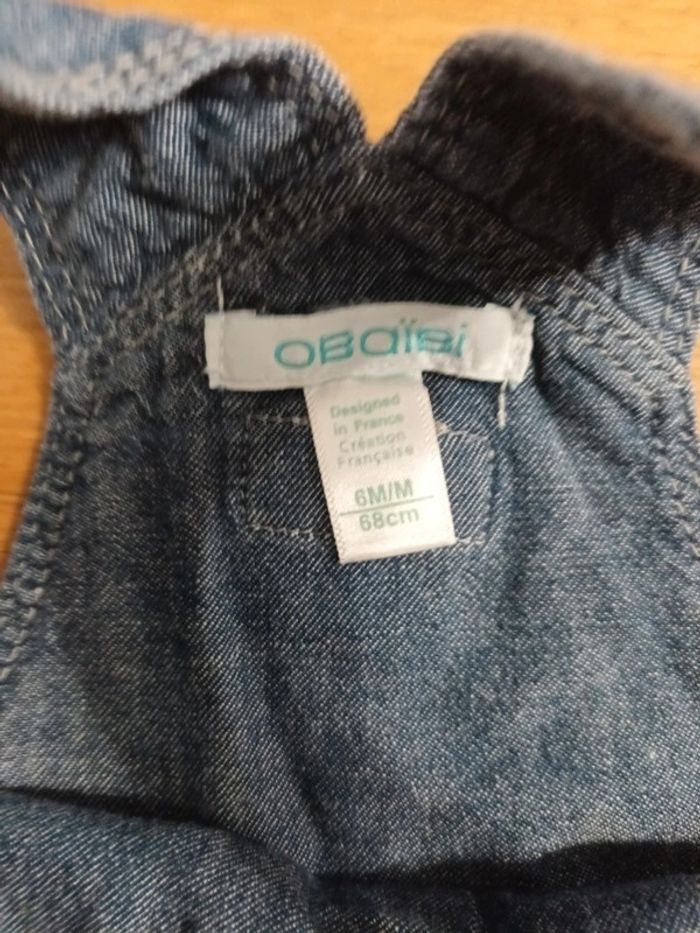 OBaïBi
Designed
in France
Création
Française
6M/M
68cm